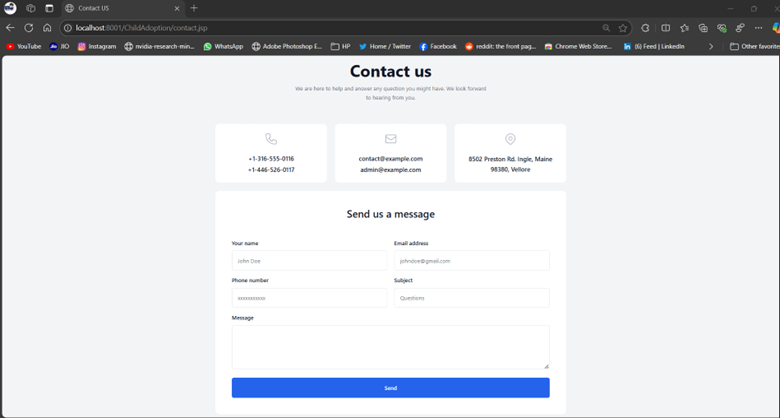 Contact US
localhost:8001/ChildAdoption/contact.jsp
YouTube JIO Instagram nvidia-research-min... WhatsApp Adobe Photoshop E... HP Home / Twitter Facebook reddit: the front pag... Chrome Web Store... (6) Feed | LinkedIn Other favorites
Contact us
We are here to help and answer any question you might have. We look forward
to hearing from you.
+1-316-555-0116
+1-446-526-0117
contact@example.com
admin@example.com
8502 Preston Rd. Ingle, Maine
98380, Vellore
Send us a message
Your name Email address
John Doe johndoe@gmail.com
Phone number Subject
xxxxxxxxxx Questions
Message
Send